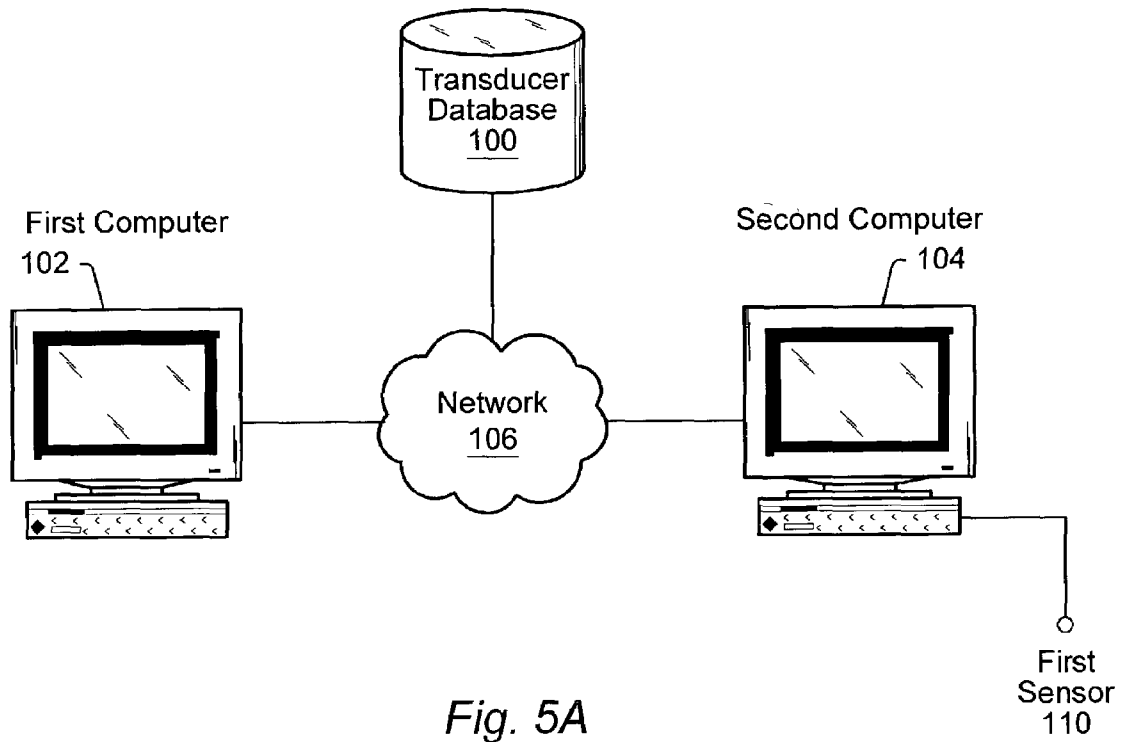 Transducer
Database
100
First Computer
102
Second Computer
104
Network
106
First
Sensor
110
Fig. 5A